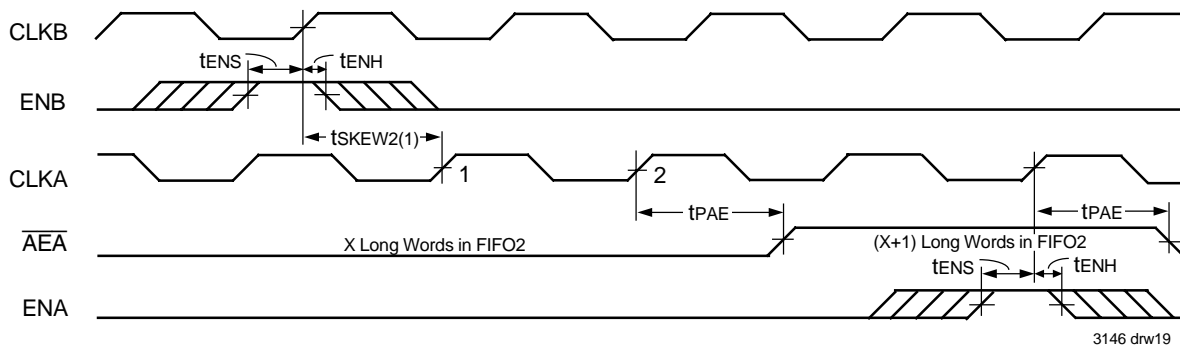 CLKB
tENS
tENH
ENB
tSKEW2(1)
CLKA
1
2
tPAE
tPAE
AEA
X Long Words in FIFO2
(X+1) Long Words in FIFO2
tENS
tENH
ENA
3146 drw19